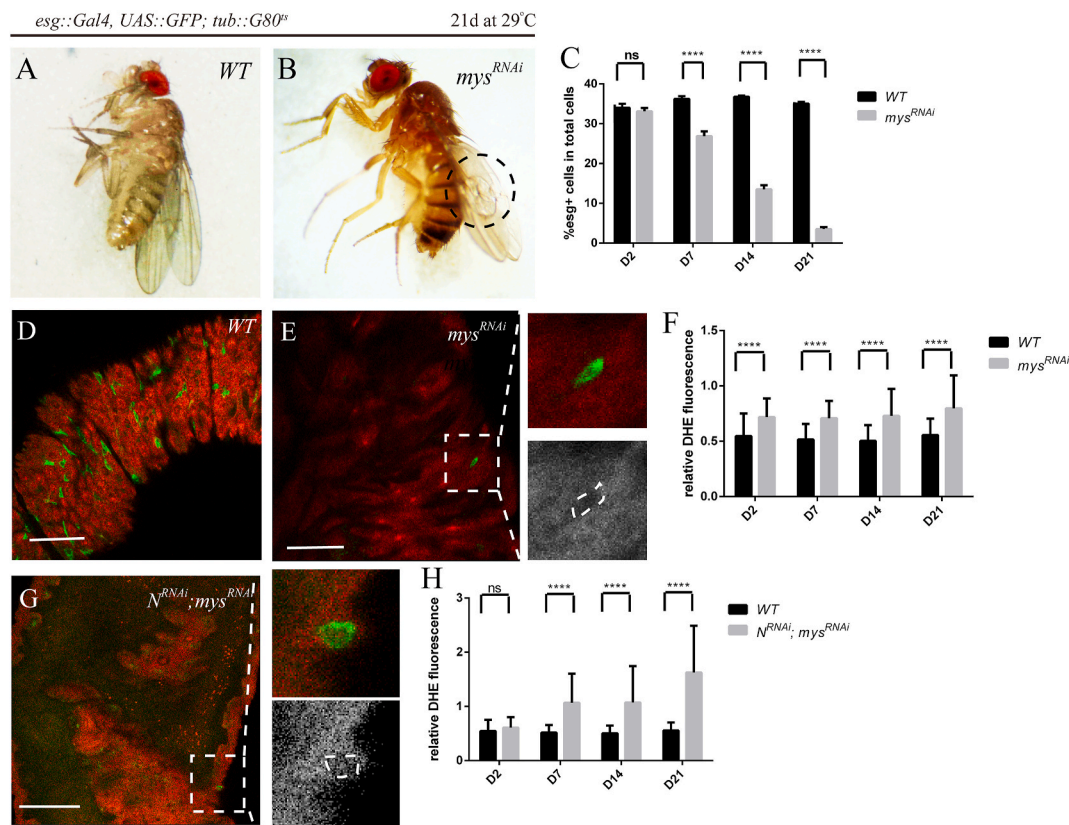 esg::Gal4, UAS::GFP; tub::G80ts 21d at 29°C
A WT
B mysRNAi
C
%esg+ cells in total cells
40
30
20
10
0
ns **** **** ****
D2 D7 D14 D21
WT
mysRNAi
D WT
E mysRNAi
F
relative DHE fluorescence
1.5
1.0
0.5
0.0
**** **** **** ****
D2 D7 D14 D21
WT
mysRNAi
G NRNAi;mysRNAi
H
relative DHE fluorescence
3
2
1
0
ns **** **** ****
D2 D7 D14 D21
WT
NRNAi; mysRNAi